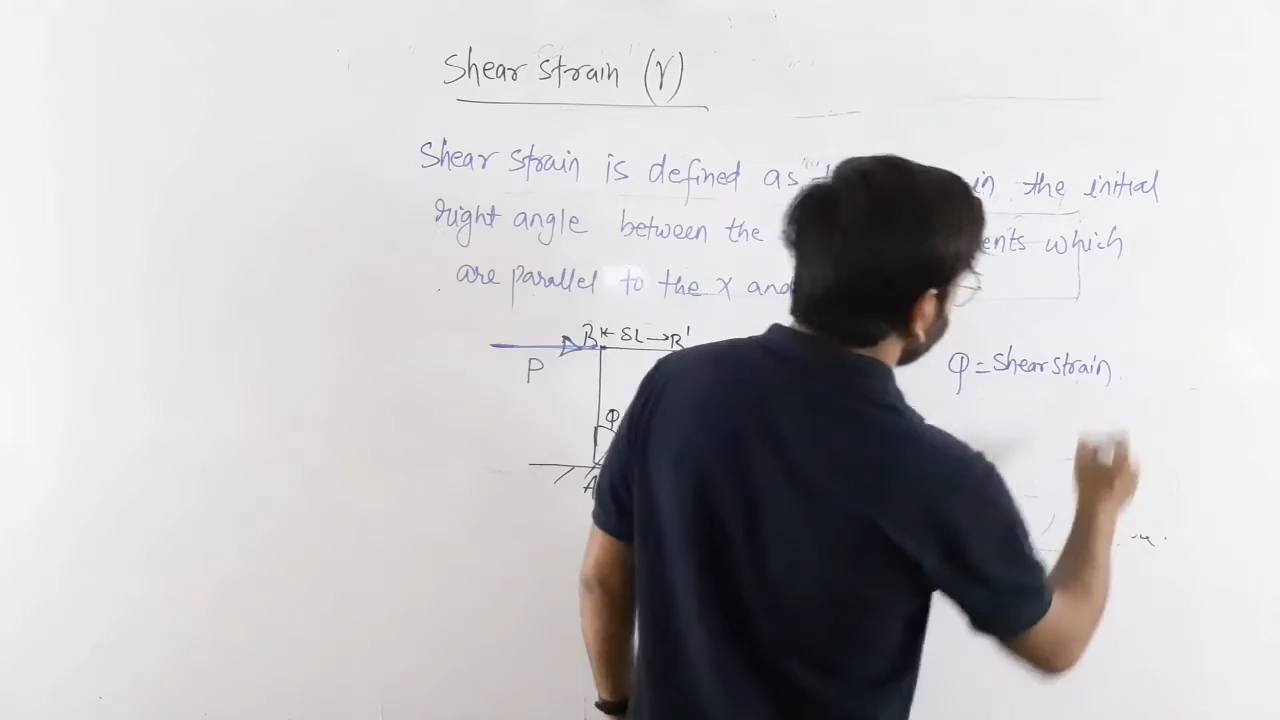 Shear strain (γ)
Shear strain is defined as in the initial
right angle between the which
are parallel to the x and
B ← δL → B'
P
φ = Shear strain.
φ
A